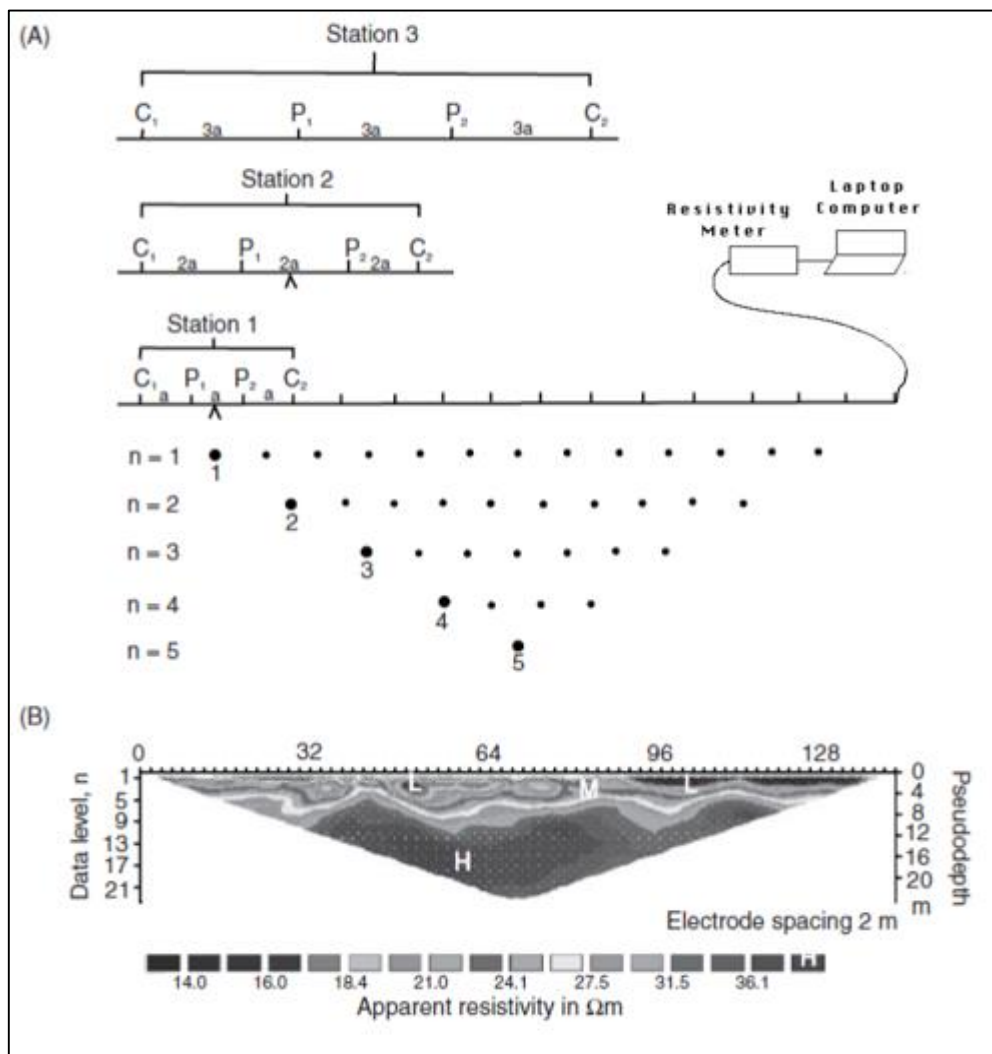 (A)
Station 3
C₁ P₁ P₂ C₂
3a 3a 3a
Station 2
C₁ P₁ P₂ C₂
2a 2a 2a
Station 1
C₁ P₁ P₂ C₂
a a a
Resistivity
Meter
Laptop
Computer
n = 1
1
n = 2
2
n = 3
3
n = 4
4
n = 5
5
(B)
0 32 64 96 128
Data level, n
1
5
9
13
17
21
L M L
H
0
4
8
12
16
20
m
Pseudodepth
Electrode spacing 2 m
H
14.0 16.0 18.4 21.0 24.1 27.5 31.5 36.1
Apparent resistivity in Ωm